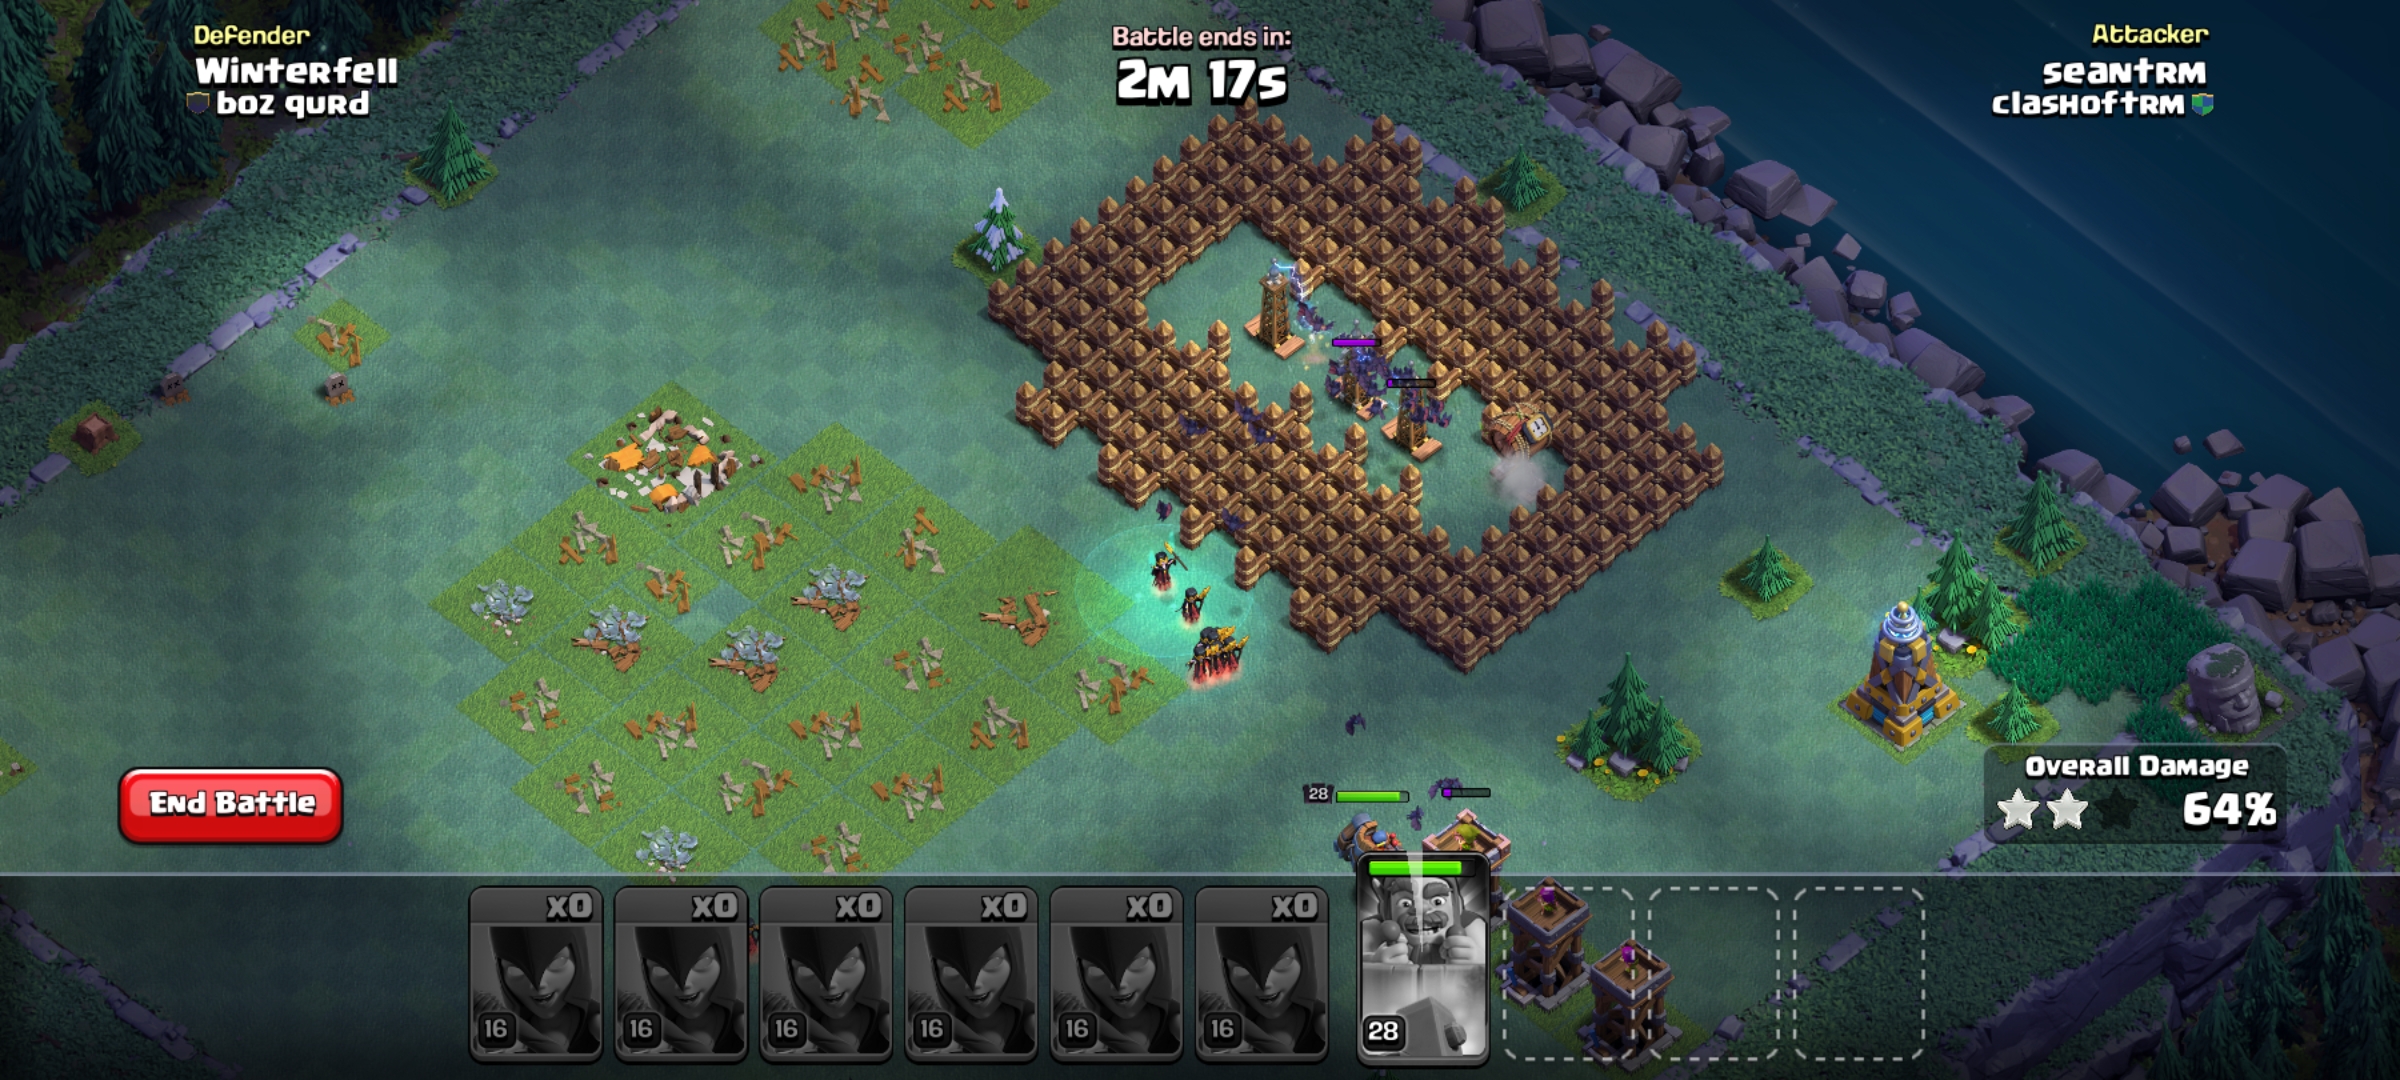 Defender
Winterfell
boz qurd
Battle ends in:
2M 17s
Attacker
seantRM
clashoftRM
28
End Battle
Overall Damage
64%
x0
x0
x0
x0
x0
x0
16
16
16
16
16
16
28